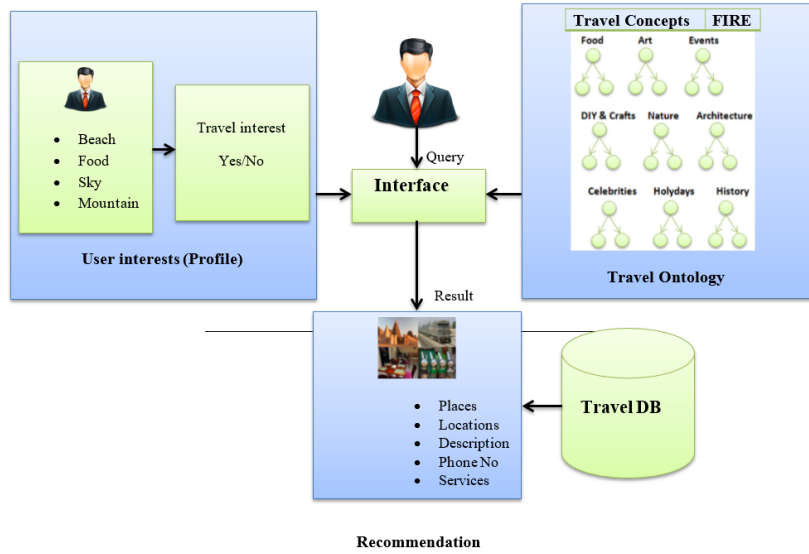 Travel Concepts FIRE
Food Art Events
DIY & Crafts Nature Architecture
Celebrities Holydays History
Travel Ontology
• Beach
• Food
• Sky
• Mountain
Travel interest
Yes/No
User interests (Profile)
Query
Interface
Result
• Places
• Locations
• Description
• Phone No
• Services
Travel DB
Recommendation